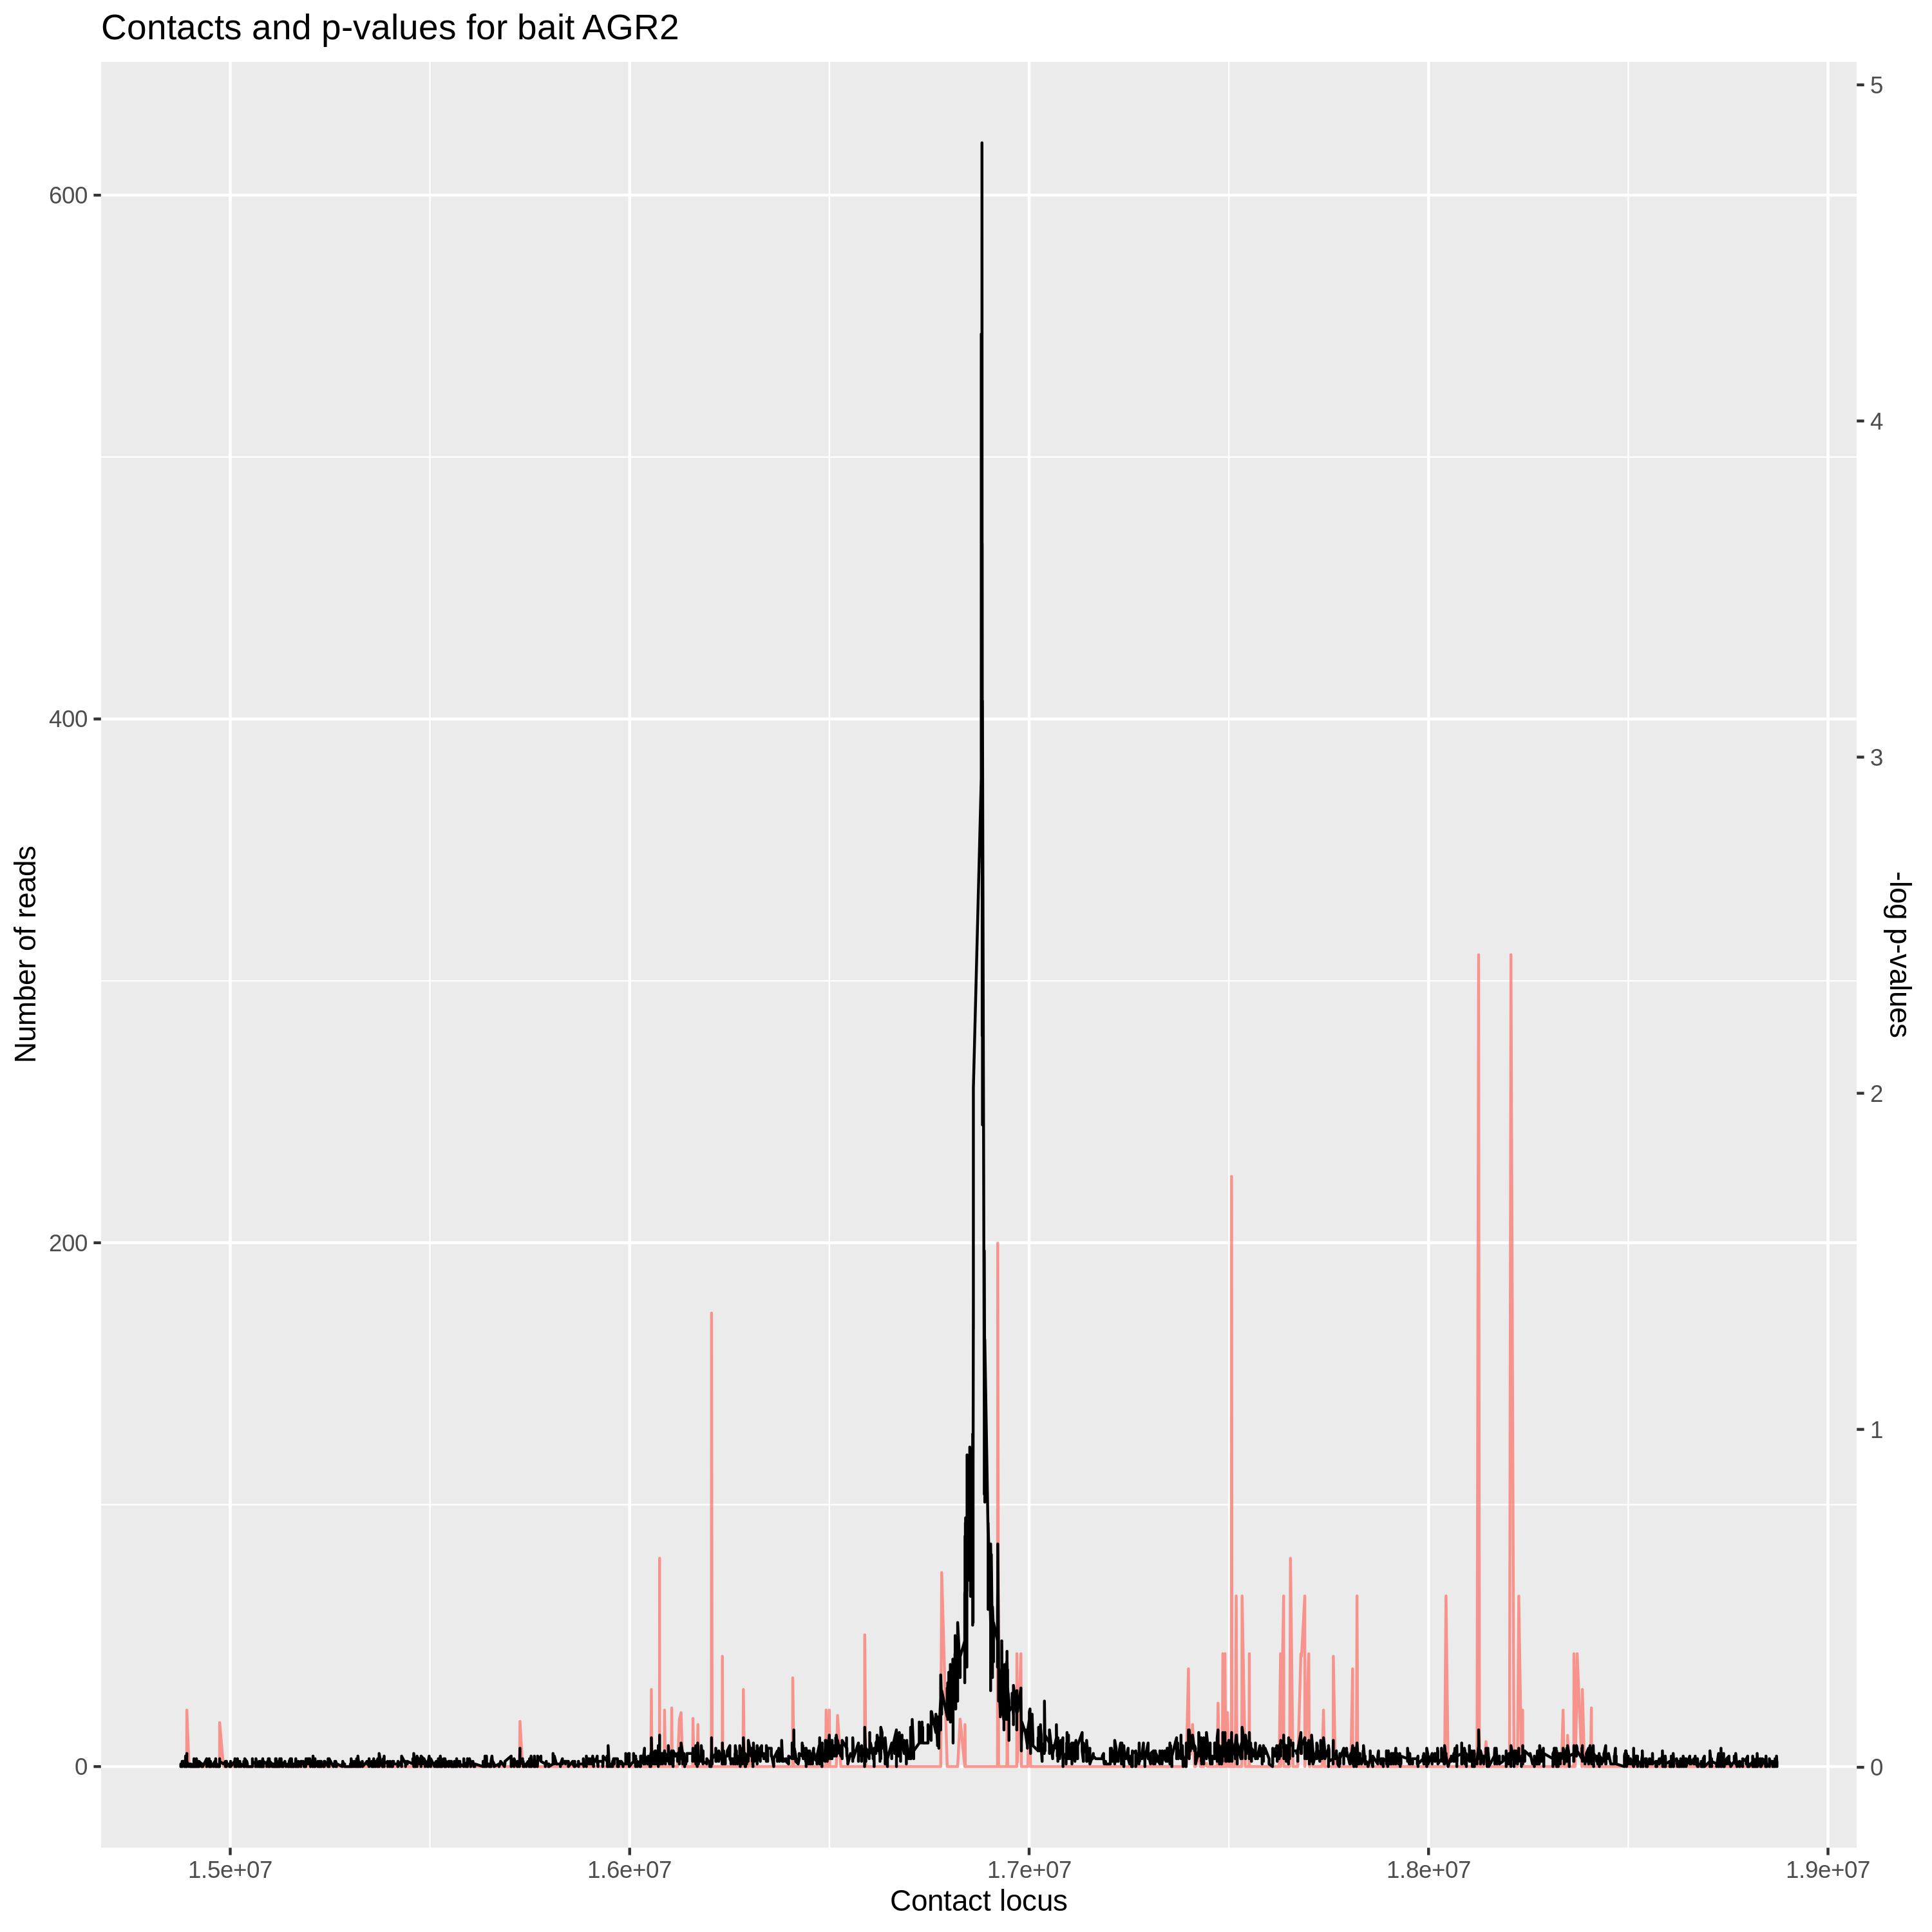 Contacts and p-values for bait AGR2
600
400
200
0
Number of reads
5
4
3
2
1
0
-log p-values
1.5e+07
1.6e+07
1.7e+07
1.8e+07
1.9e+07
Contact locus